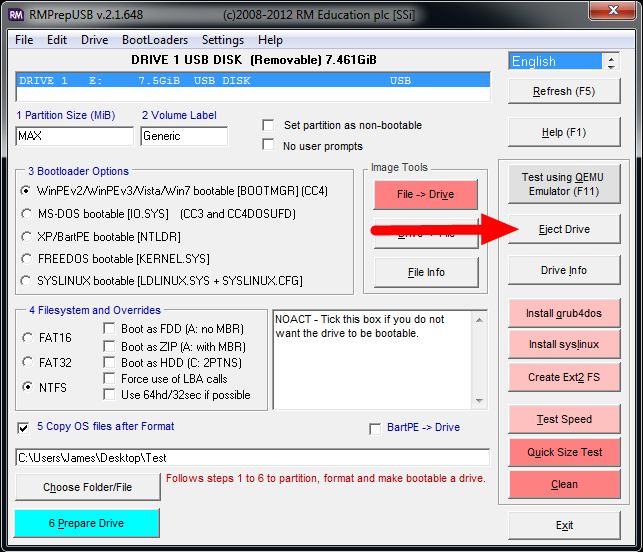 RM RMPrepUSB v.2.1.648 (c)2008-2012 RM Education plc [SSi]
File Edit Drive BootLoaders Settings Help
DRIVE 1 USB DISK (Removable) 7.461GiB
English
DRIVE 1 E: 7.5GiB USB DISK USB
Refresh (F5)
1 Partition Size (MiB) 2 Volume Label
MAX Generic
Set partition as non-bootable
No user prompts
Help (F1)
3 Bootloader Options
WinPEv2/WinPEv3/Vista/Win7 bootable [BOOTMGR] (CC4)
MS-DOS bootable [IO.SYS] (CC3 and CC4DOSUFD)
XP/BartPE bootable [NTLDR]
FREEDOS bootable [KERNEL.SYS]
SYSLINUX bootable [LDLINUX.SYS + SYSLINUX.CFG]
Image Tools
File -> Drive
Drive -> File
File Info
Test using QEMU
Emulator (F11)
Eject Drive
Drive Info
4 Filesystem and Overrides
FAT16
FAT32
NTFS
Boot as FDD (A: no MBR)
Boot as ZIP (A: with MBR)
Boot as HDD (C: 2PTNS)
Force use of LBA calls
Use 64hd/32sec if possible
NOACT - Tick this box if you do not
want the drive to be bootable.
Install grub4dos
Install syslinux
Create Ext2 FS
Test Speed
Quick Size Test
Clean
5 Copy OS files after Format
BartPE -> Drive
C:\Users\James\Desktop\Test
Choose Folder/File
Follows steps 1 to 6 to partition, format and make bootable a drive.
6 Prepare Drive
Exit